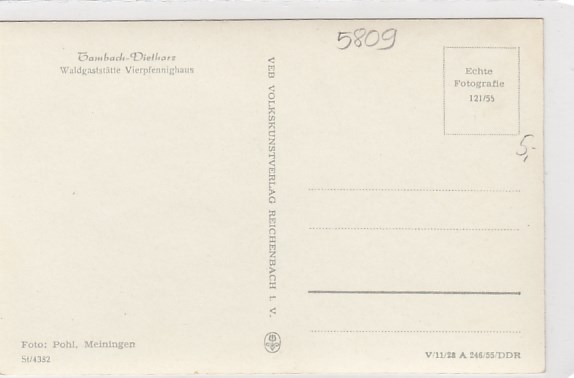 5809
Tambach-Dietharz
Waldgaststätte Vierpfennighaus
Echte
Fotografie
121/55
5,-
VEB VOLKSKUNSTVERLAG REICHENBACH I. V.
Foto: Pohl, Meiningen
St/4382
V/11/28 A 246/55/DDR